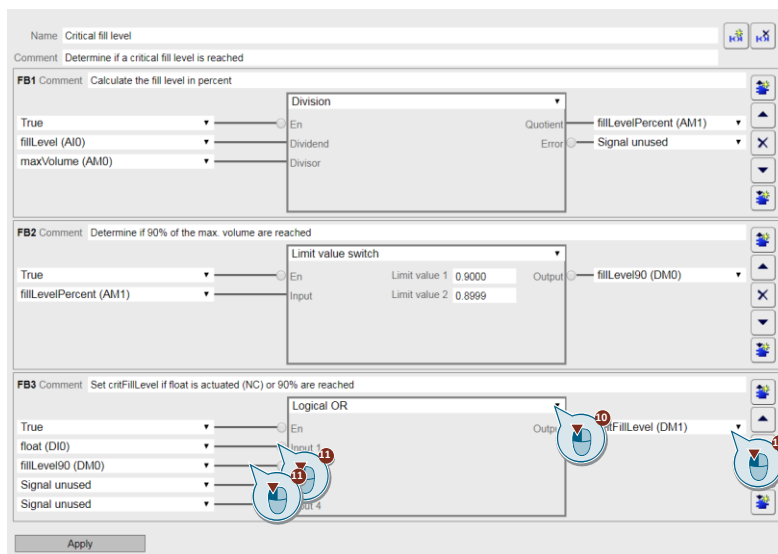 Name Critical fill level
Comment Determine if a critical fill level is reached
FB1 Comment Calculate the fill level in percent
Division
True En Quotient fillLevelPercent (AM1)
fillLevel (AI0) Dividend Error Signal unused
maxVolume (AM0) Divisor
FB2 Comment Determine if 90% of the max. volume are reached
Limit value switch
True En Limit value 1 0.9000 Output fillLevel90 (DM0)
fillLevelPercent (AM1) Input Limit value 2 0.8999
FB3 Comment Set critFillLevel if float is actuated (NC) or 90% are reached
Logical OR
10
True En Outp itFillLevel (DM1)
float (DI0) Input 1
11
fillLevel90 (DM0)
11
Signal unused
Signal unused put 4
Apply